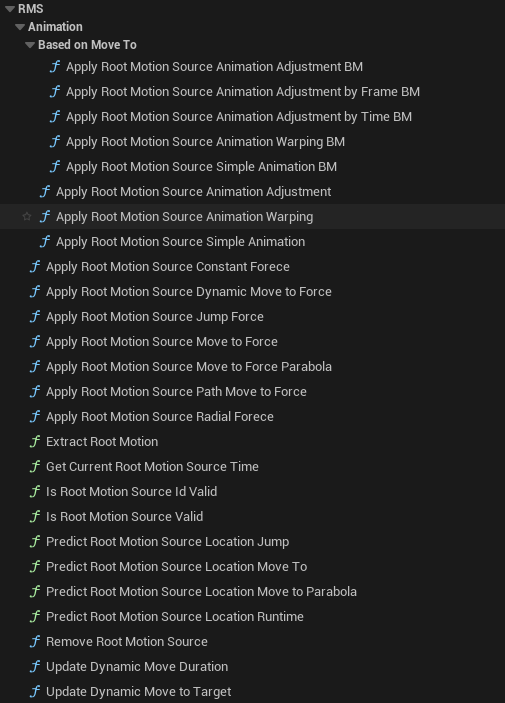 RMS
Animation
Based on Move To
Apply Root Motion Source Animation Adjustment BM
Apply Root Motion Source Animation Adjustment by Frame BM
Apply Root Motion Source Animation Adjustment by Time BM
Apply Root Motion Source Animation Warping BM
Apply Root Motion Source Simple Animation BM
Apply Root Motion Source Animation Adjustment
Apply Root Motion Source Animation Warping
Apply Root Motion Source Simple Animation
Apply Root Motion Source Constant Forece
Apply Root Motion Source Dynamic Move to Force
Apply Root Motion Source Jump Force
Apply Root Motion Source Move to Force
Apply Root Motion Source Move to Force Parabola
Apply Root Motion Source Path Move to Force
Apply Root Motion Source Radial Forece
Extract Root Motion
Get Current Root Motion Source Time
Is Root Motion Source Id Valid
Is Root Motion Source Valid
Predict Root Motion Source Location Jump
Predict Root Motion Source Location Move To
Predict Root Motion Source Location Move to Parabola
Predict Root Motion Source Location Runtime
Remove Root Motion Source
Update Dynamic Move Duration
Update Dynamic Move to Target